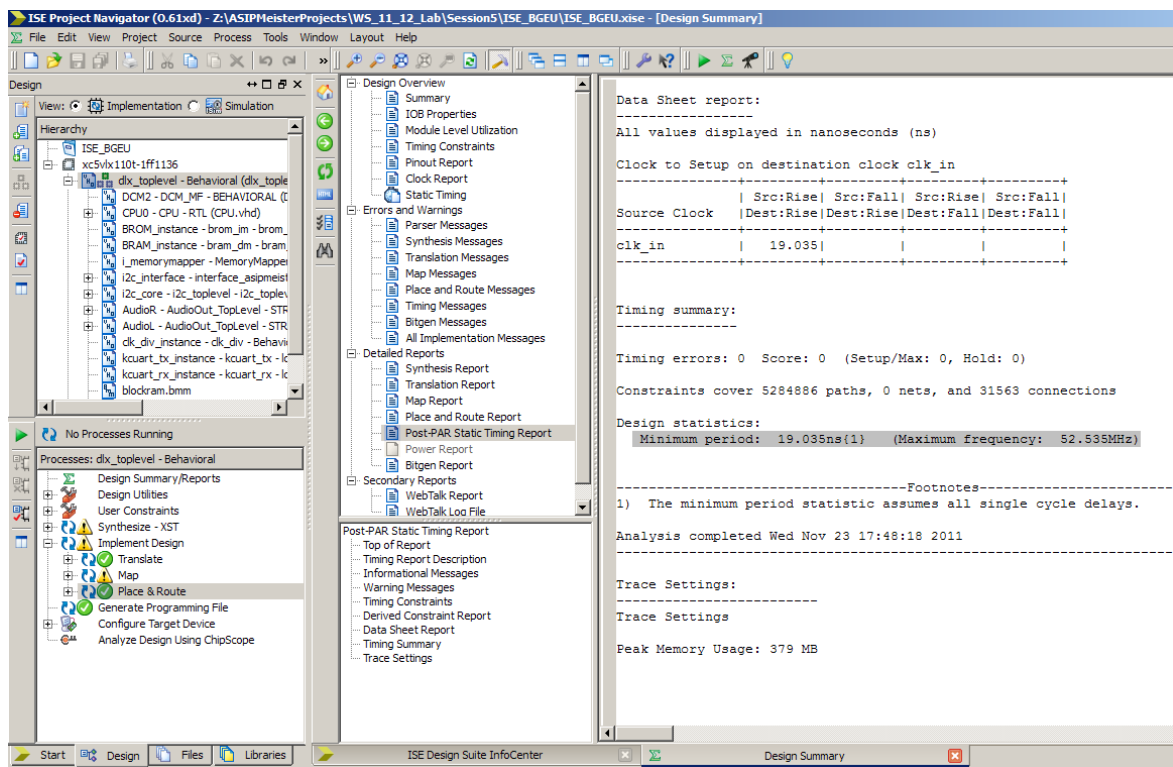 ISE Project Navigator (0.61xd) - Z:\ASIPMeisterProjects\WS_11_12_Lab\Session5\ISE_BGEU\ISE_BGEU.xise - [Design Summary]
File Edit View Project Source Process Tools Window Layout Help
Design
View: Implementation Simulation
Hierarchy
ISE_BGEU
xc5vlx110t-1ff1136
dlx_toplevel - Behavioral (dlx_tople
DCM2 - DCM_MF - BEHAVIORAL (D
CPU0 - CPU - RTL (CPU.vhd)
BROM_instance - brom_im - brom_
BRAM_instance - bram_dm - bram_
i_memorymapper - MemoryMapper
i2c_interface - interface_asipmeist
i2c_core - i2c_toplevel - i2c_toplev
AudioR - AudioOut_TopLevel - STR
AudioL - AudioOut_TopLevel - STR
clk_div_instance - clk_div - Behavi
kcuart_tx_instance - kcuart_tx - lo
kcuart_rx_instance - kcuart_rx - lo
blockram.bmm
No Processes Running
Processes: dlx_toplevel - Behavioral
Design Summary/Reports
Design Utilities
User Constraints
Synthesize - XST
Implement Design
Translate
Map
Place & Route
Generate Programming File
Configure Target Device
Analyze Design Using ChipScope
Start Design Files Libraries
Design Overview
Summary
IOB Properties
Module Level Utilization
Timing Constraints
Pinout Report
Clock Report
Static Timing
Errors and Warnings
Parser Messages
Synthesis Messages
Translation Messages
Map Messages
Place and Route Messages
Timing Messages
Bitgen Messages
All Implementation Messages
Detailed Reports
Synthesis Report
Translation Report
Map Report
Place and Route Report
Post-PAR Static Timing Report
Power Report
Bitgen Report
Secondary Reports
WebTalk Report
WebTalk Log File
Post-PAR Static Timing Report
Top of Report
Timing Report Description
Informational Messages
Warning Messages
Timing Constraints
Derived Constraint Report
Data Sheet Report
Timing Summary
Trace Settings
Data Sheet report:
-----------------
All values displayed in nanoseconds (ns)
Clock to Setup on destination clock clk_in
---------------+---------+---------+---------+---------+
| Src:Rise| Src:Fall| Src:Rise| Src:Fall|
Source Clock |Dest:Rise|Dest:Rise|Dest:Fall|Dest:Fall|
---------------+---------+---------+---------+---------+
clk_in | 19.035| | | |
---------------+---------+---------+---------+---------+
Timing summary:
---------------
Timing errors: 0 Score: 0 (Setup/Max: 0, Hold: 0)
Constraints cover 5284886 paths, 0 nets, and 31563 connections
Design statistics:
Minimum period: 19.035ns{1} (Maximum frequency: 52.535MHz)
------------------------------------Footnotes------------------------
1) The minimum period statistic assumes all single cycle delays.
Analysis completed Wed Nov 23 17:48:18 2011
---------------------------------------------------------------------
Trace Settings:
-------------------------
Trace Settings
Peak Memory Usage: 379 MB
ISE Design Suite InfoCenter
Design Summary